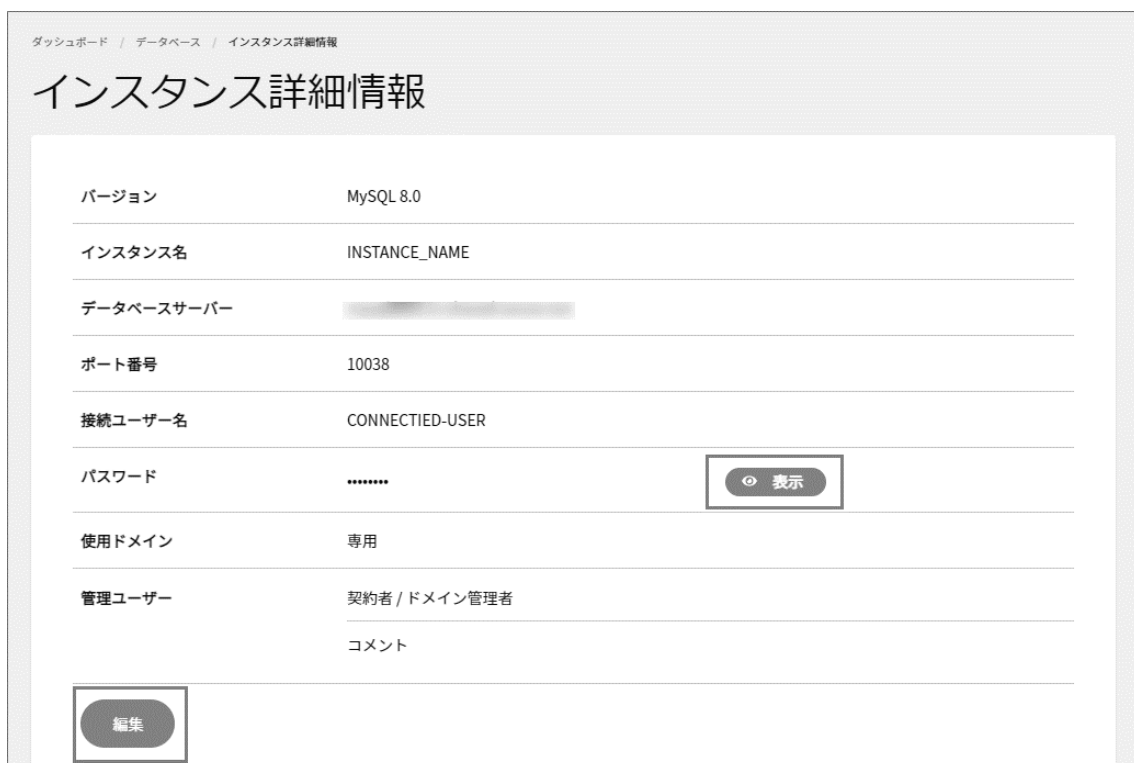 ダッシュボード / データベース / インスタンス詳細情報
インスタンス詳細情報
バージョン MySQL 8.0
インスタンス名 INSTANCE_NAME
データベースサーバー
ポート番号 10038
接続ユーザー名 CONNECTIED-USER
パスワード •••••••• 表示
使用ドメイン 専用
管理ユーザー 契約者 / ドメイン管理者
コメント
編集